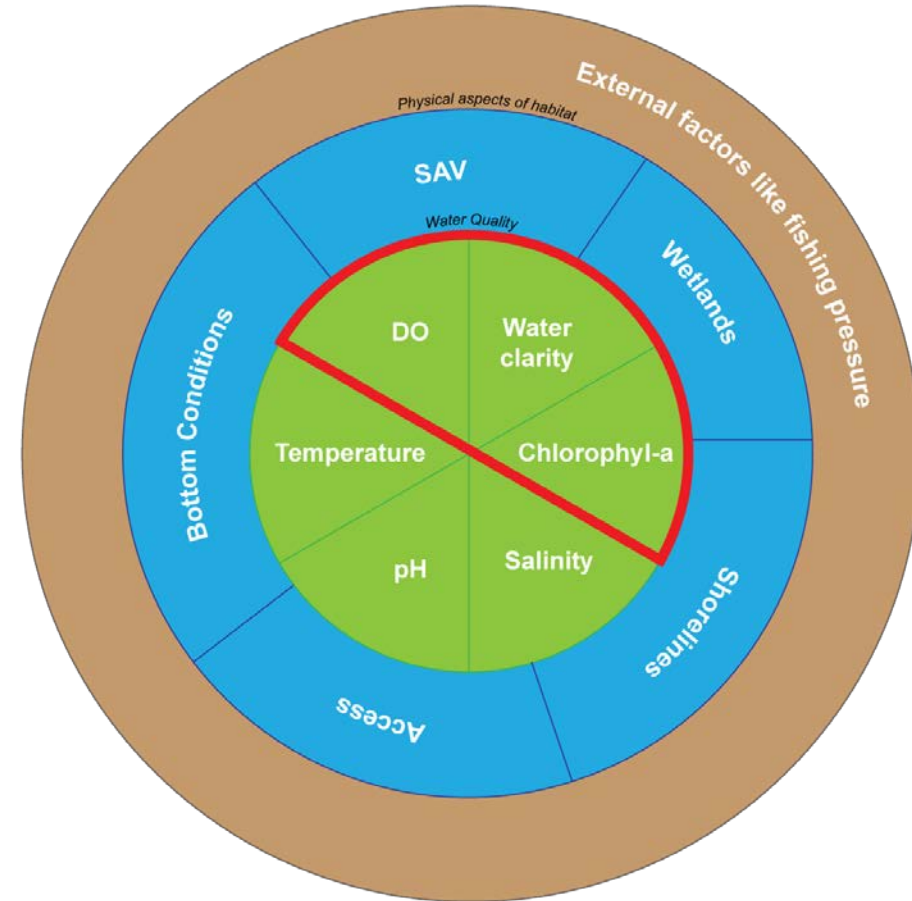 External factors like fishing pressure
Physical aspects of habitat
SAV
Wetlands
Water Quality
Bottom Conditions
DO
Water
clarity
Temperature
Chlorophyl-a
pH
Salinity
Shorelines
Access